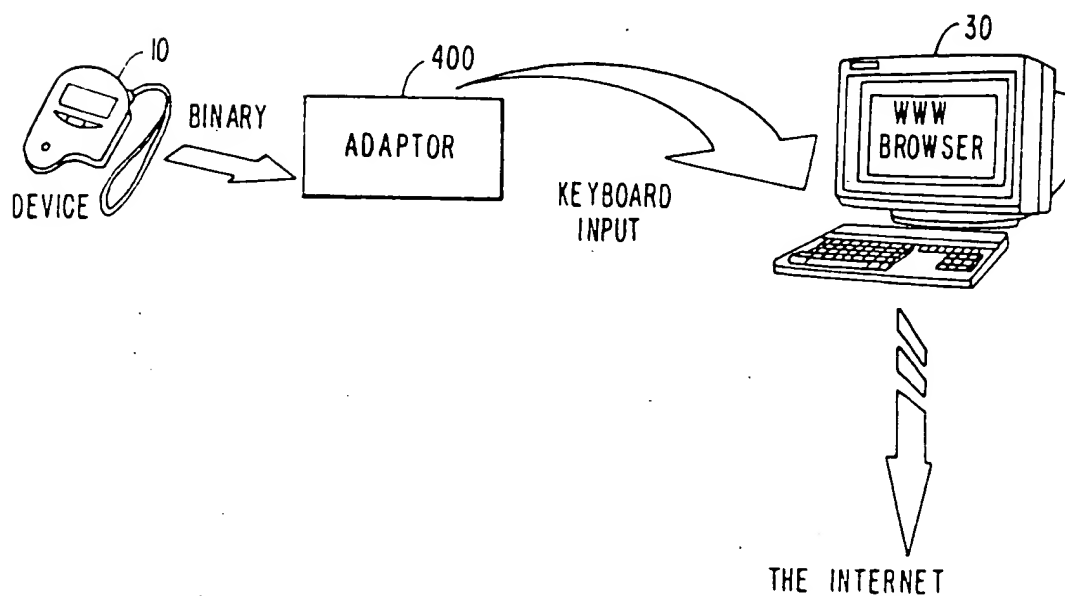 10
400
30
BINARY
ADAPTOR
WWW
BROWSER
DEVICE
KEYBOARD
INPUT
THE INTERNET